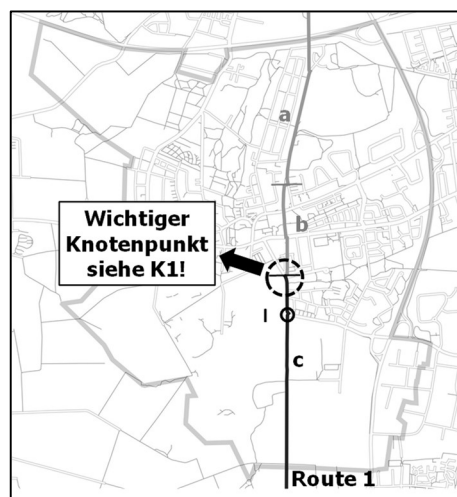 a
b
Wichtiger
Knotenpunkt
siehe K1!
I
c
Route 1